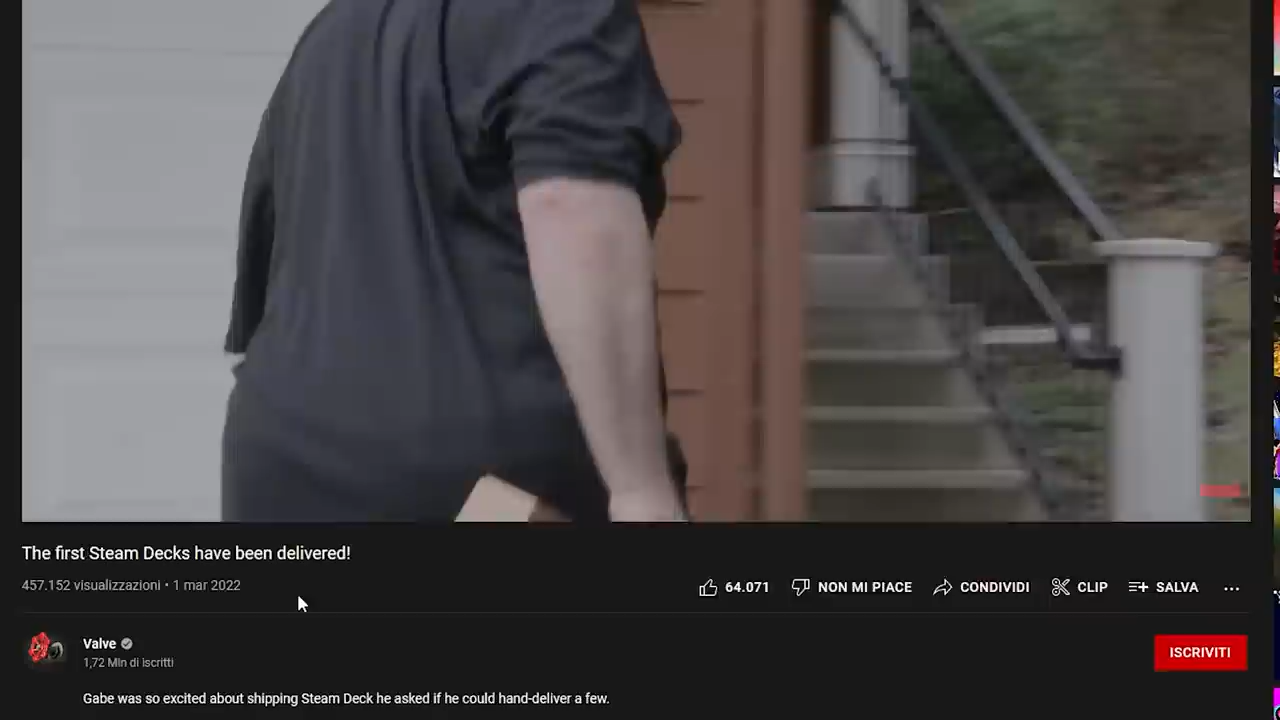 The first Steam Decks have been delivered!
457.152 visualizzazioni • 1 mar 2022
64.071 NON MI PIACE CONDIVIDI CLIP SALVA ...
Valve
1,72 Mln di iscritti
ISCRIVITI
Gabe was so excited about shipping Steam Deck he asked if he could hand-deliver a few.